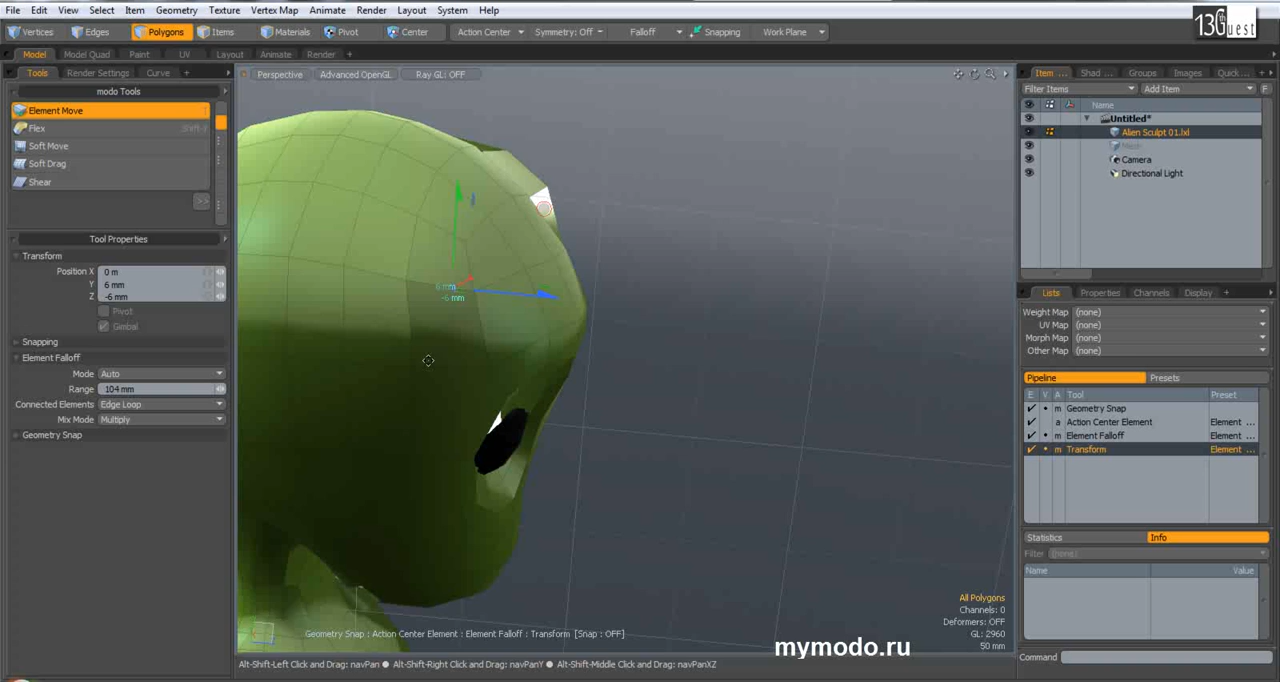 File Edit View Select Item Geometry Texture Vertex Map Animate Render Layout System Help
Vertices Edges Polygons Items Materials Pivot Center Action Center Symmetry: Off Falloff Snapping Work Plane
13Guest
Model Modo Quad Paint UV Layout Animate Render +
Tools Render Settings Curve +
modo Tools
Element Move
Flex Shift-F
Soft Move
Soft Drag
Shear
>>
Tool Properties
Transform
Position X 0 m
Y 6 mm
Z -6 mm
Pivot
Gimbal
Snapping
Element Falloff
Mode Auto
Range 104 mm
Connected Elements Edge Loop
Mix Mode Multiply
Geometry Snap
Perspective Advanced OpenGL Ray GL: OFF
6 mm
-6 mm
All Polygons
Channels: 0
Deformers: OFF
GL: 2960
50 mm
Geometry Snap : Action Center Element : Element Falloff : Transform [Snap : OFF]
mymodo.ru
Alt-Shift-Left Click and Drag: navPan ● Alt-Shift-Right Click and Drag: navPanY ● Alt-Shift-Middle Click and Drag: navPanXZ
Item ... Shad ... Groups Images Quick... +
Filter Items Add Item F
Name
Untitled*
Alien Sculpt 01.lxl
Mesh
Camera
Directional Light
Lists Properties Channels Display +
Weight Map (none)
UV Map (none)
Morph Map (none)
Other Map (none)
Pipeline Presets
E V A Tool Preset
m Geometry Snap
a Action Center Element Element ...
m Element Falloff Element ...
m Transform Element ...
Statistics Info
Filter (none)
Name Value
Command